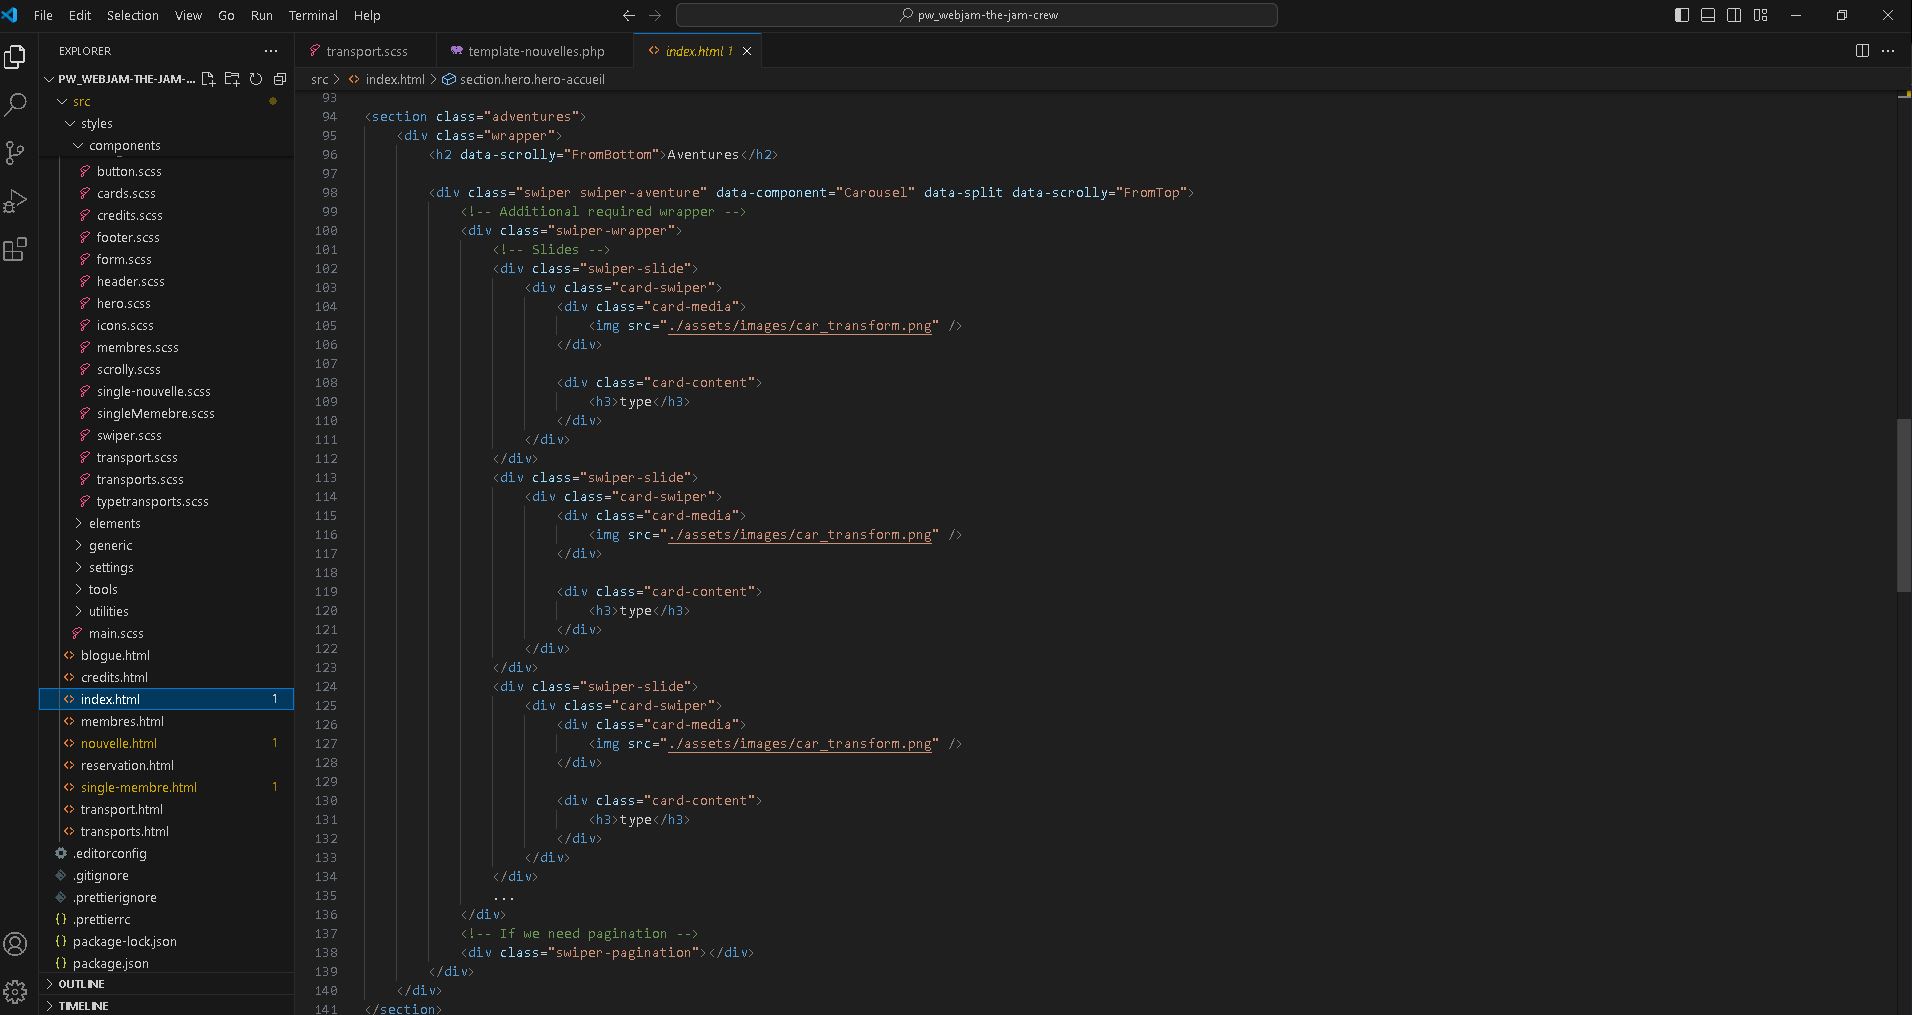 File Edit Selection View Go Run Terminal Help
pw_webjam-the-jam-crew
EXPLORER
PW_WEBJAM-THE-JAM-...
src
styles
components
button.scss
cards.scss
credits.scss
footer.scss
form.scss
header.scss
hero.scss
icons.scss
membres.scss
scrolly.scss
single-nouvelle.scss
singleMemebre.scss
swiper.scss
transport.scss
transports.scss
typetransports.scss
elements
generic
settings
tools
utilities
main.scss
blogue.html
credits.html
index.html 1
membres.html
nouvelle.html 1
reservation.html
single-membre.html 1
transport.html
transports.html
.editorconfig
.gitignore
.prettierignore
.prettierrc
package-lock.json
package.json
OUTLINE
TIMELINE
transport.scss
template-nouvelles.php
index.html 1
src > index.html > section.hero.hero-accueil
93
94 <section class="adventures">
95 <div class="wrapper">
96 <h2 data-scrolly="FromBottom">Aventures</h2>
97
98 <div class="swiper swiper-aventure" data-component="Carousel" data-split data-scrolly="FromTop">
99 <!-- Additional required wrapper -->
100 <div class="swiper-wrapper">
101 <!-- Slides -->
102 <div class="swiper-slide">
103 <div class="card-swiper">
104 <div class="card-media">
105 <img src="./assets/images/car_transform.png" />
106 </div>
107
108 <div class="card-content">
109 <h3>type</h3>
110 </div>
111 </div>
112 </div>
113 <div class="swiper-slide">
114 <div class="card-swiper">
115 <div class="card-media">
116 <img src="./assets/images/car_transform.png" />
117 </div>
118
119 <div class="card-content">
120 <h3>type</h3>
121 </div>
122 </div>
123 </div>
124 <div class="swiper-slide">
125 <div class="card-swiper">
126 <div class="card-media">
127 <img src="./assets/images/car_transform.png" />
128 </div>
129
130 <div class="card-content">
131 <h3>type</h3>
132 </div>
133 </div>
134 </div>
135 ...
136 </div>
137 <!-- If we need pagination -->
138 <div class="swiper-pagination"></div>
139 </div>
140 </div>
141 </section>